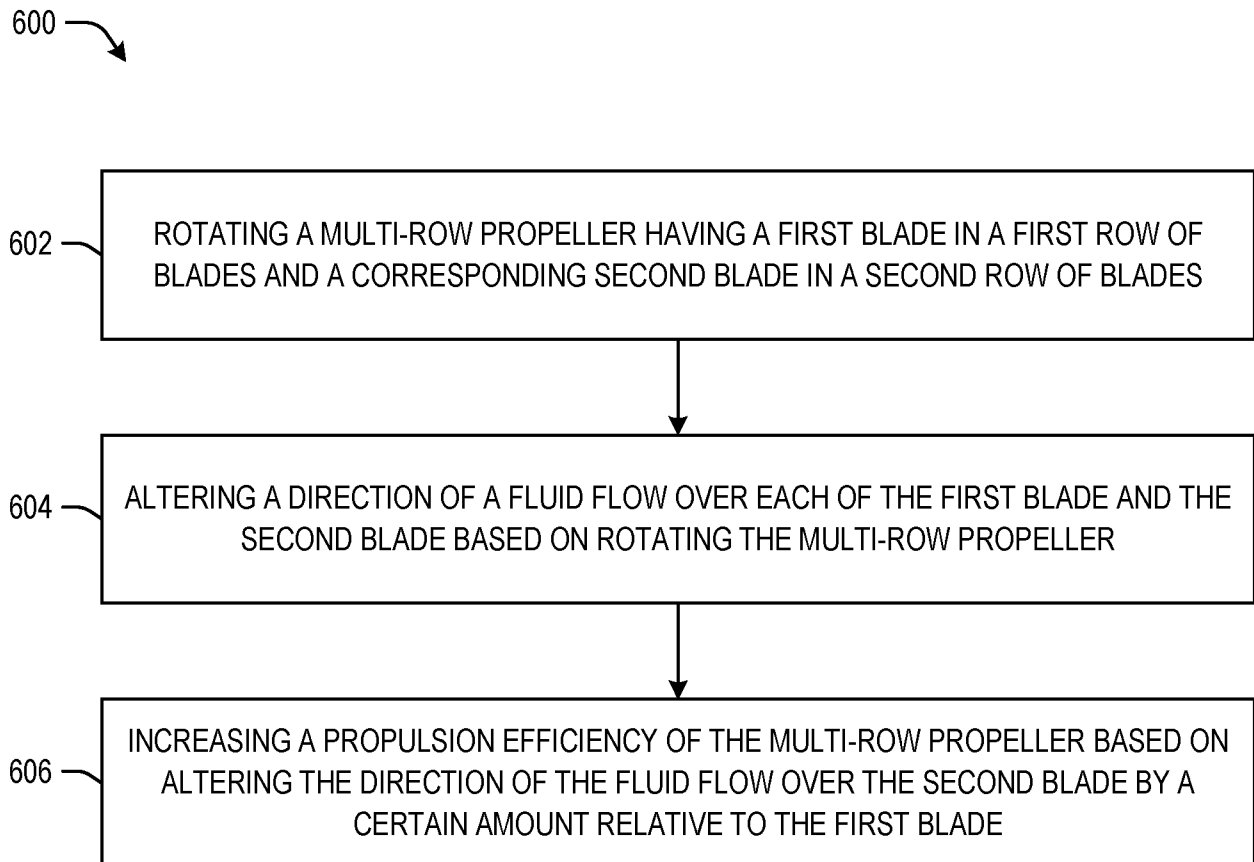 600
602
ROTATING A MULTI-ROW PROPELLER HAVING A FIRST BLADE IN A FIRST ROW OF
BLADES AND A CORRESPONDING SECOND BLADE IN A SECOND ROW OF BLADES
604
ALTERING A DIRECTION OF A FLUID FLOW OVER EACH OF THE FIRST BLADE AND THE
SECOND BLADE BASED ON ROTATING THE MULTI-ROW PROPELLER
606
INCREASING A PROPULSION EFFICIENCY OF THE MULTI-ROW PROPELLER BASED ON
ALTERING THE DIRECTION OF THE FLUID FLOW OVER THE SECOND BLADE BY A
CERTAIN AMOUNT RELATIVE TO THE FIRST BLADE